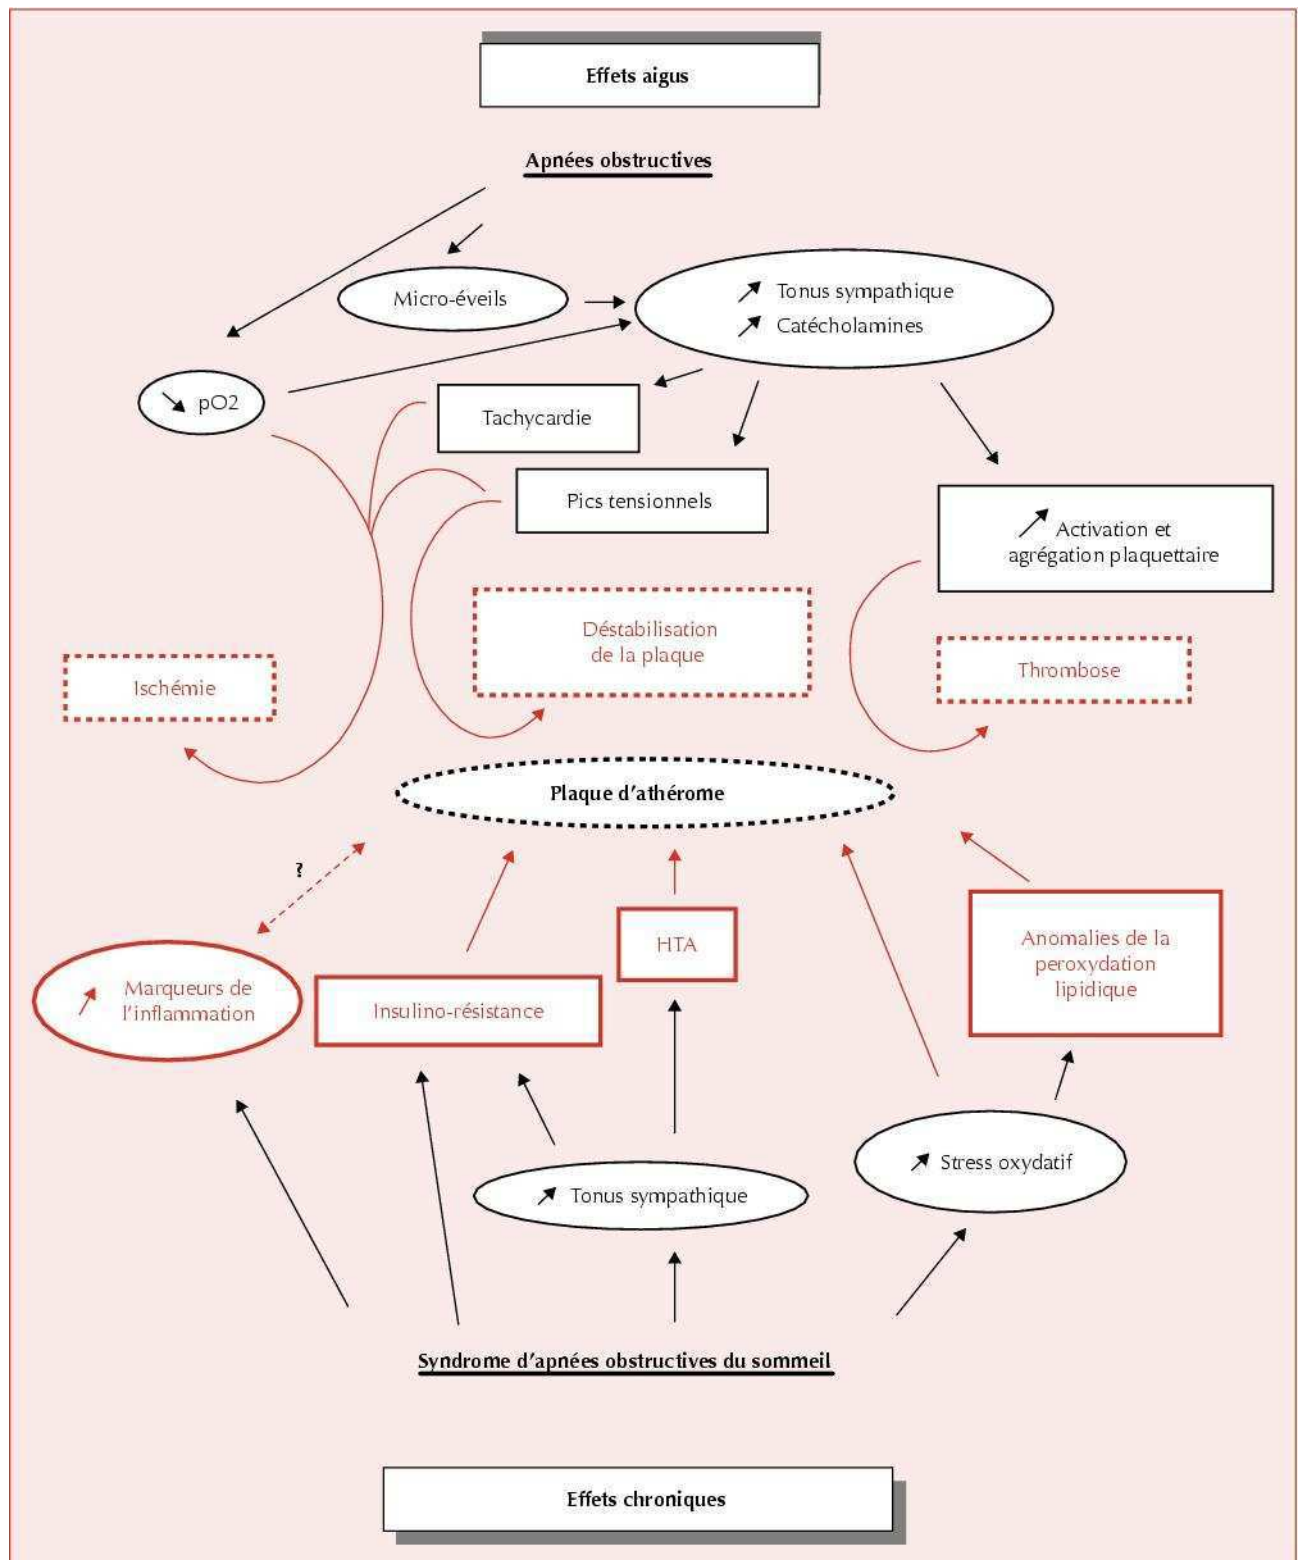 Effets aigus
Apnées obstructives
Micro-éveils
Tonus sympathique
Catécholamines
pO2
Tachycardie
Pics tensionnels
Activation et
agrégation plaquettaire
Déstabilisation
de la plaque
Ischémie
Thrombose
Plaque d'athérome
?
HTA
Anomalies de la
peroxydation
lipidique
Marqueurs de
l'inflammation
Insulino-résistance
Stress oxydatif
Tonus sympathique
Syndrome d'apnées obstructives du sommeil
Effets chroniques